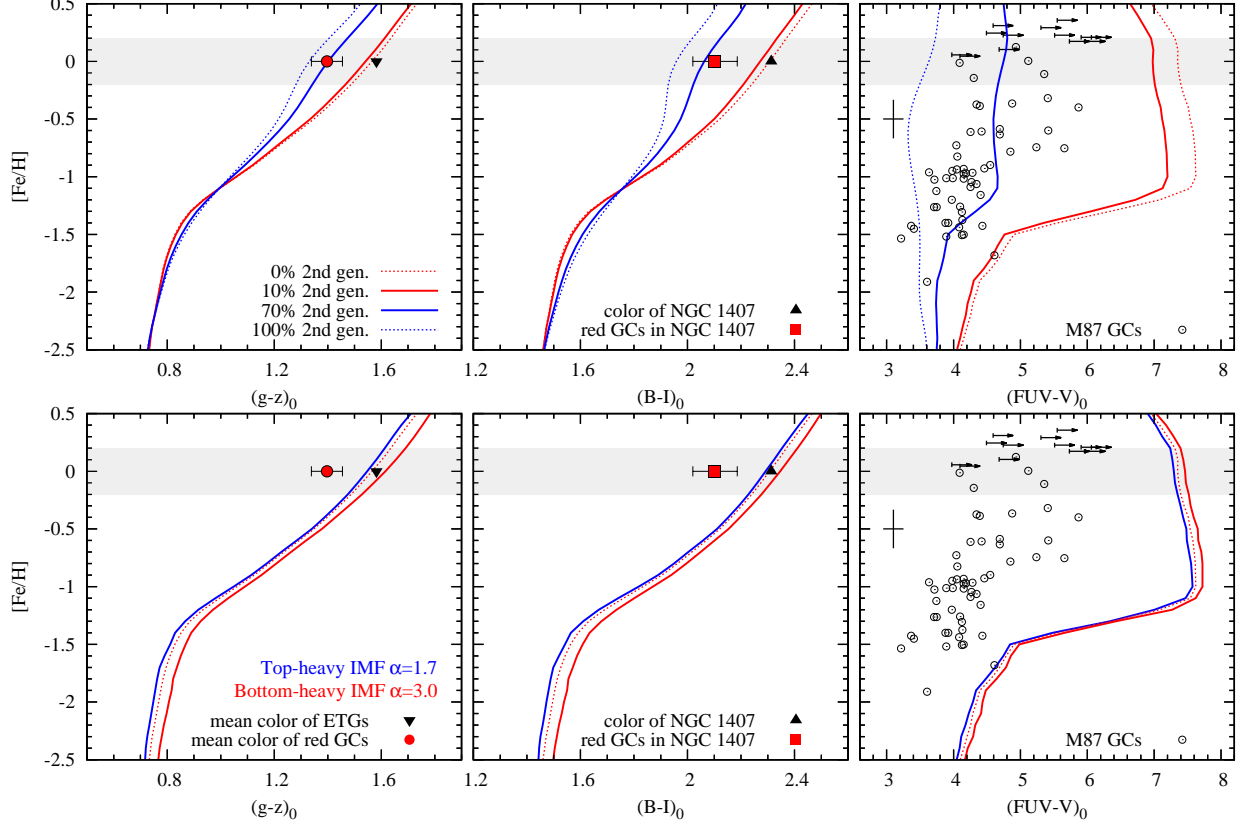 0.5
0
-0.5
-1
-1.5
-2
-2.5
[Fe/H]
0% 2nd gen.
10% 2nd gen.
70% 2nd gen.
100% 2nd gen.
0.8 1.2 1.6
(g-z)0
color of NGC 1407
red GCs in NGC 1407
1.2 1.6 2 2.4
(B-I)0
M87 GCs
3 4 5 6 7 8
(FUV-V)0
0.5
0
-0.5
-1
-1.5
-2
-2.5
[Fe/H]
Top-heavy IMF α=1.7
Bottom-heavy IMF α=3.0
mean color of ETGs
mean color of red GCs
0.8 1.2 1.6
(g-z)0
color of NGC 1407
red GCs in NGC 1407
1.2 1.6 2 2.4
(B-I)0
M87 GCs
3 4 5 6 7 8
(FUV-V)0